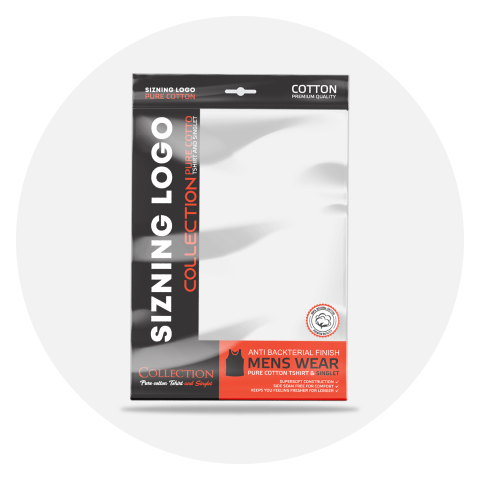 SIZNING LOGO
PURE COTTON
COTTON
PREMIUM QUALITY
SIZNING LOGO
COLLECTION
PURE COTTO
TSHIRT AND SINGLET
ANTI BACKTERIAL FINISH
MENS WEAR
PURE COTTON TSHIRT & SINGLET
SUPERSOFT CONSTRUCTION ✓
SIDE SEAM FREE FOR COMFORT ✓
KEEPS YOU FEELING FRESHER FOR LONGER ✓
COLLECTION
Pure cotton Tshirt and Singlet